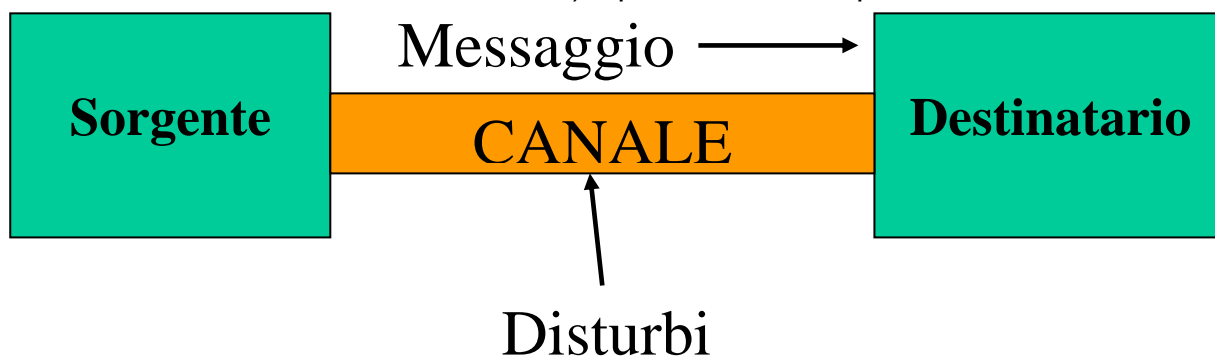 Messaggio
Sorgente
CANALE
Destinatario
Disturbi